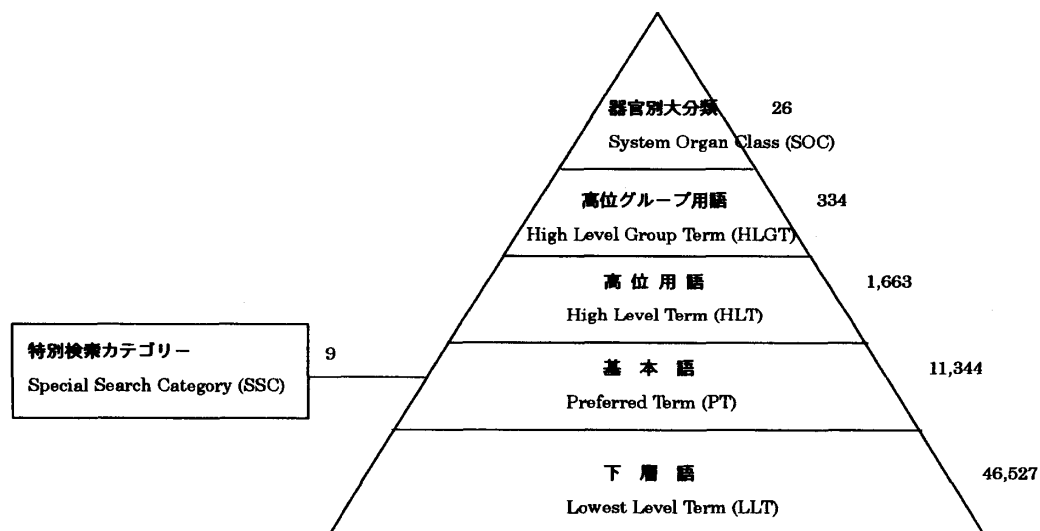 器官別大分類 26
System Organ Class (SOC)
高位グループ用語 334
High Level Group Term (HLGT)
高位用語 1,663
High Level Term (HLT)
特別検索カテゴリー 9
Special Search Category (SSC)
基本語 11,344
Preferred Term (PT)
下層語 46,527
Lowest Level Term (LLT)